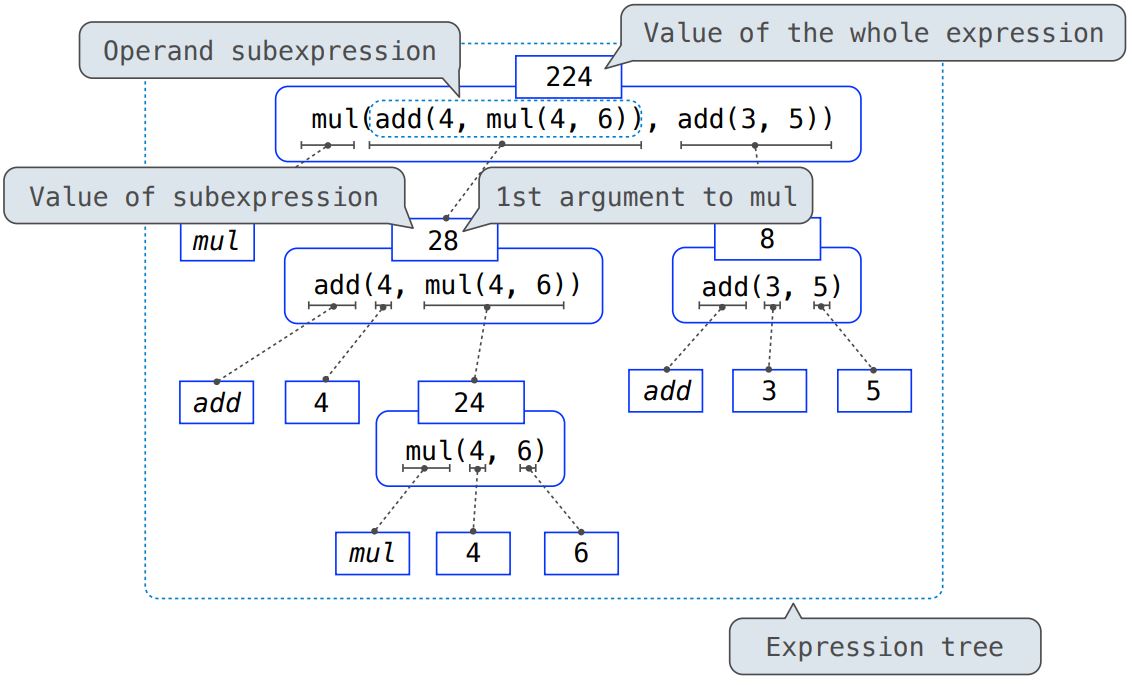 Operand subexpression
Value of the whole expression
224
mul(add(4, mul(4, 6)), add(3, 5))
Value of subexpression
1st argument to mul
mul
28
8
add(4, mul(4, 6))
add(3, 5)
add
4
24
add
3
5
mul(4, 6)
mul
4
6
Expression tree